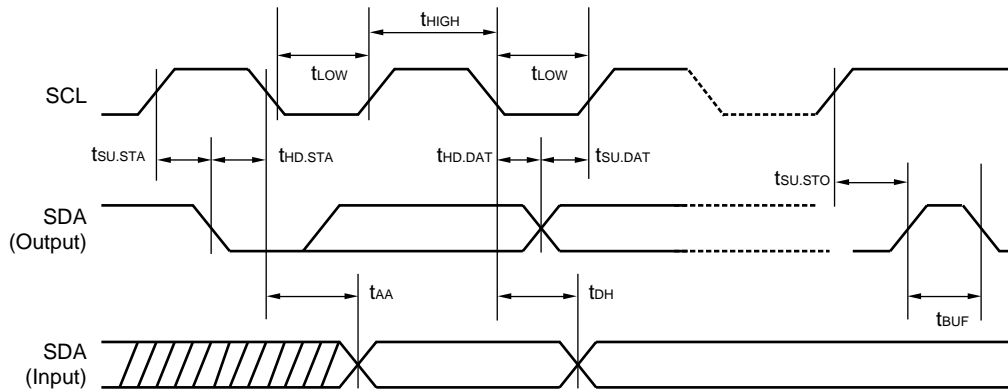 tHIGH
tLOW
tLOW
SCL
tSU.STA
tHD.STA
tHD.DAT
tSU.DAT
tSU.STO
SDA
(Output)
tAA
tDH
tBUF
SDA
(Input)